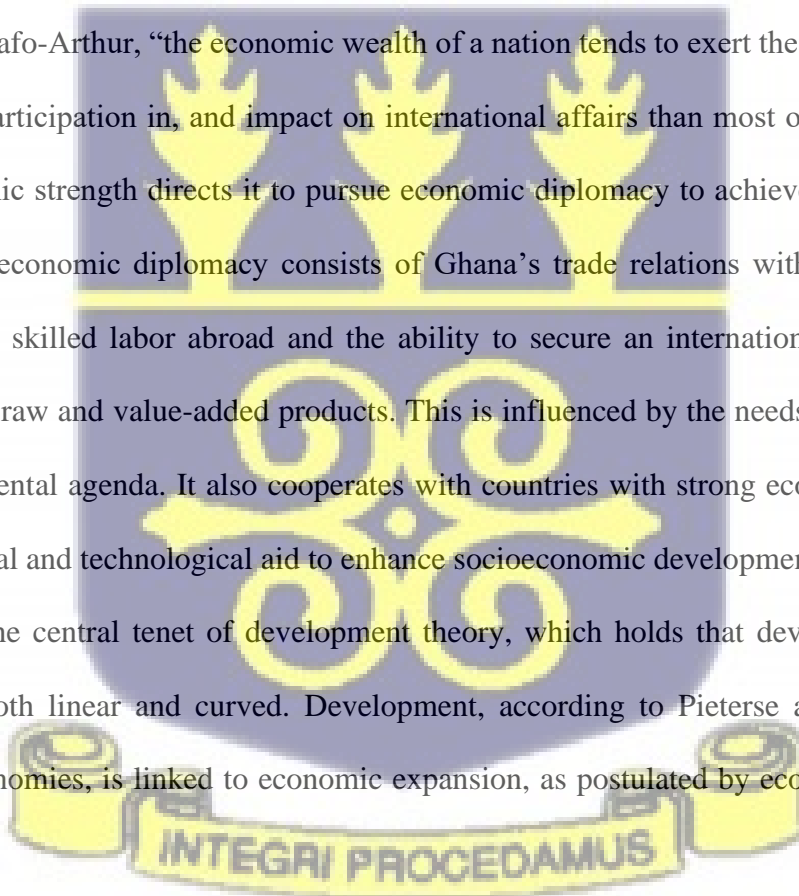 afo-Arthur, “the economic wealth of a nation tends to exert the
articipation in, and impact on international affairs than most o
ic strength directs it to pursue economic diplomacy to achieve
economic diplomacy consists of Ghana’s trade relations with
skilled labor abroad and the ability to secure an internation
raw and value-added products. This is influenced by the needs
ental agenda. It also cooperates with countries with strong eco
al and technological aid to enhance socioeconomic developmen
he central tenet of development theory, which holds that dev
oth linear and curved. Development, according to Pieterse a
nomies, is linked to economic expansion, as postulated by eco
INTEGRI PROCEDAMUS